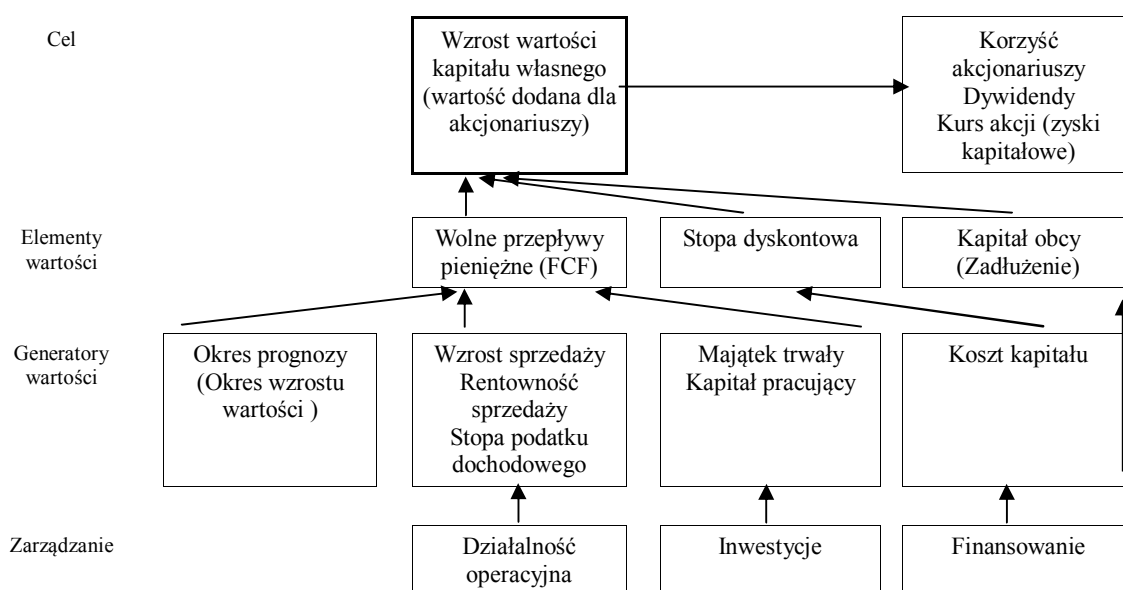 Cel
Wzrost wartości
kapitału własnego
(wartość dodana dla
akcjonariuszy)
Korzyść
akcjonariuszy
Dywidendy
Kurs akcji (zyski
kapitałowe)
Elementy
wartości
Wolne przepływy
pieniężne (FCF)
Stopa dyskontowa
Kapitał obcy
(Zadłużenie)
Generatory
wartości
Okres prognozy
(Okres wzrostu
wartości )
Wzrost sprzedaży
Rentowność
sprzedaży
Stopa podatku
dochodowego
Majątek trwały
Kapitał pracujący
Koszt kapitału
Zarządzanie
Działalność
operacyjna
Inwestycje
Finansowanie